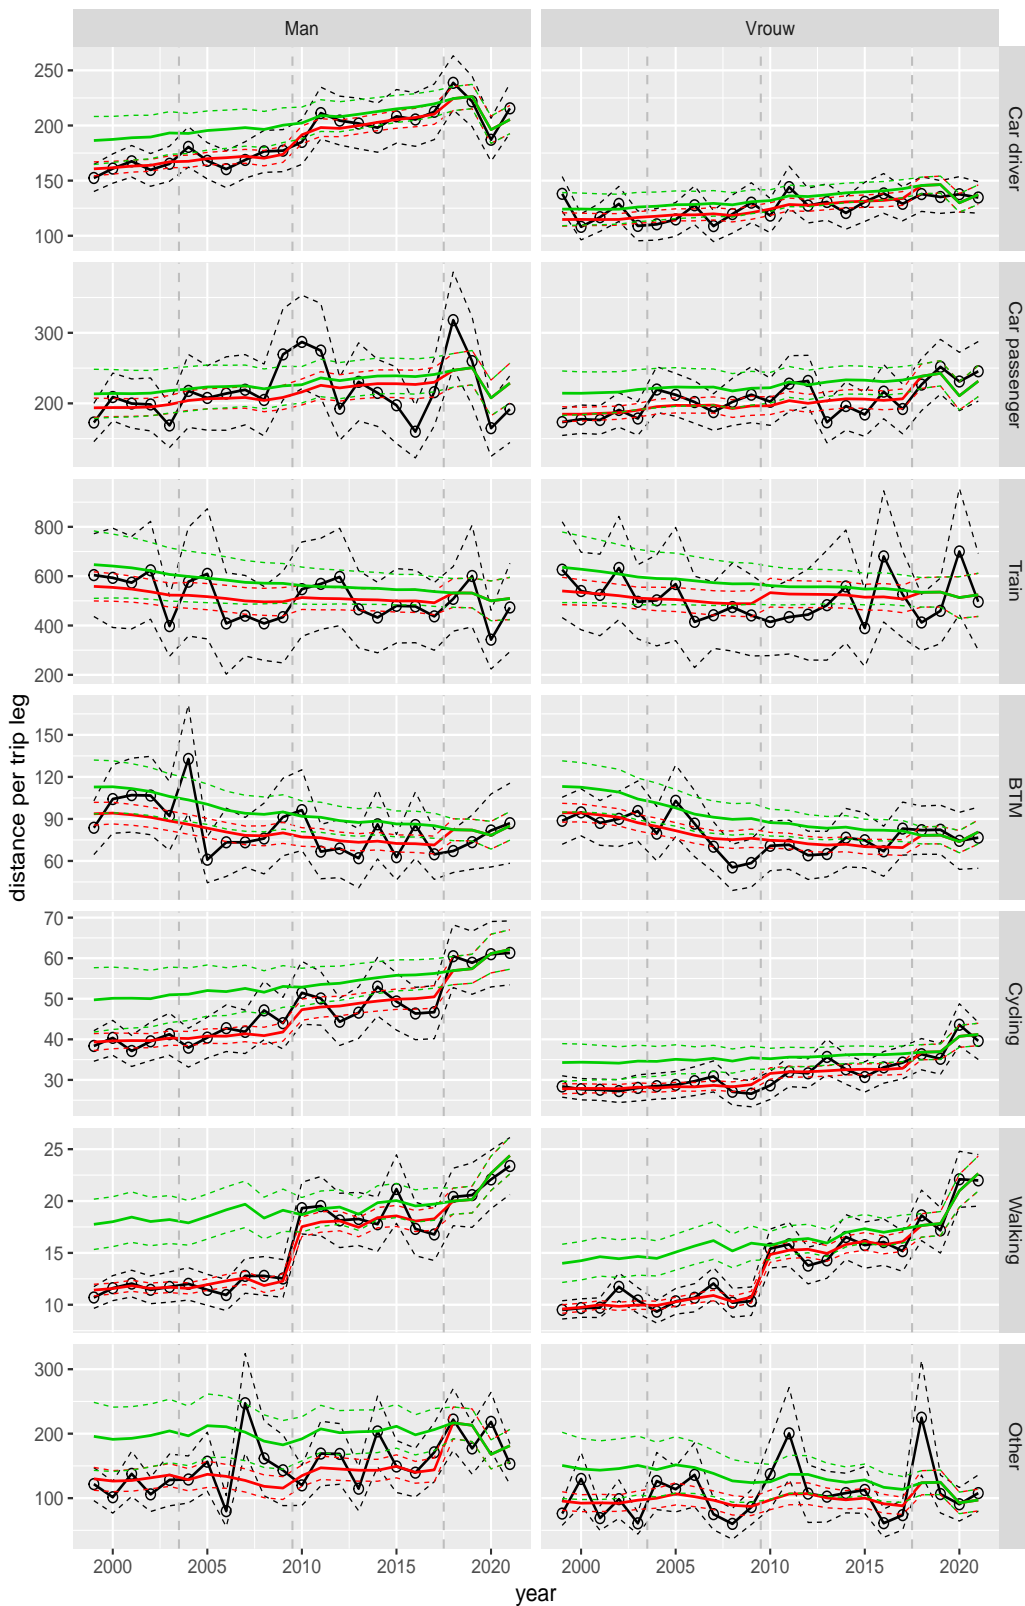 Man Vrouw
250
200
150
100
Car driver
300
200
Car passenger
800
600
400
200
Train
distance per trip leg
150
120
90
60
BTM
70
60
50
40
30
Cycling
25
20
15
10
Walking
300
200
100
Other
2000 2005 2010 2015 2020 2000 2005 2010 2015 2020
year